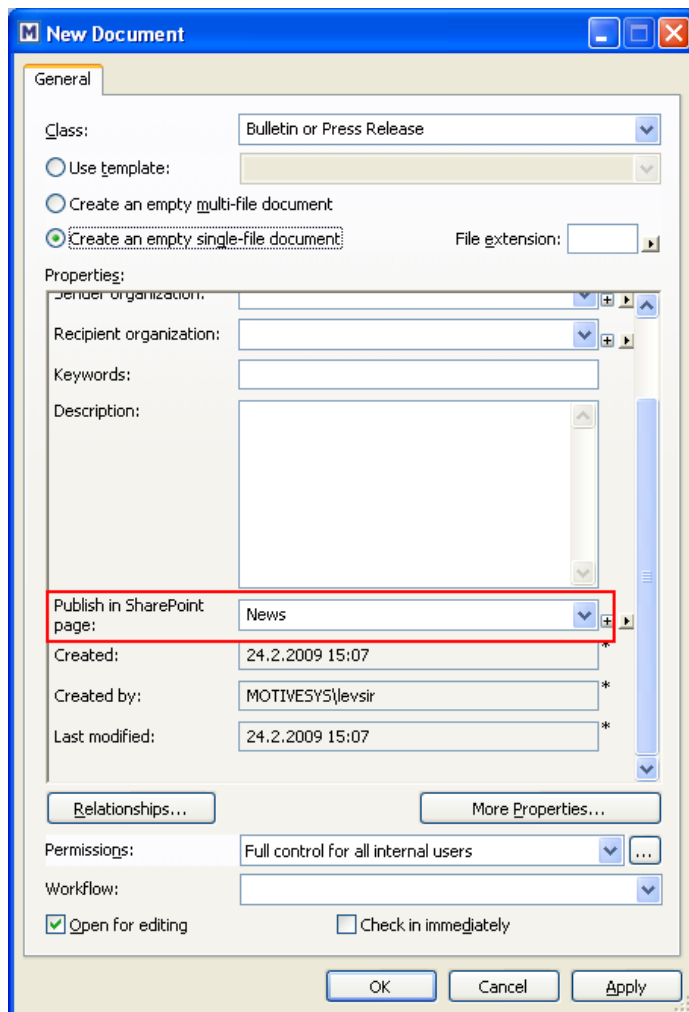 New Document
General
Class: Bulletin or Press Release
Use template:
Create an empty multi-file document
Create an empty single-file document File extension:
Properties:
Sender organization:
Recipient organization:
Keywords:
Description:
Publish in SharePoint
page: News
Created: 24.2.2009 15:07 *
Created by: MOTIVESYS\levsir *
Last modified: 24.2.2009 15:07 *
Relationships... More Properties...
Permissions: Full control for all internal users ...
Workflow:
Open for editing Check in immediately
OK Cancel Apply